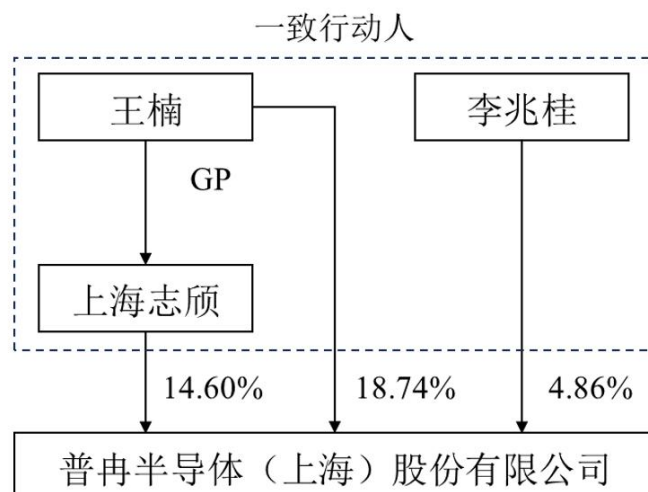 一致行动人
王楠
李兆桂
GP
上海志颀
14.60%
18.74%
4.86%
普冉半导体（上海）股份有限公司